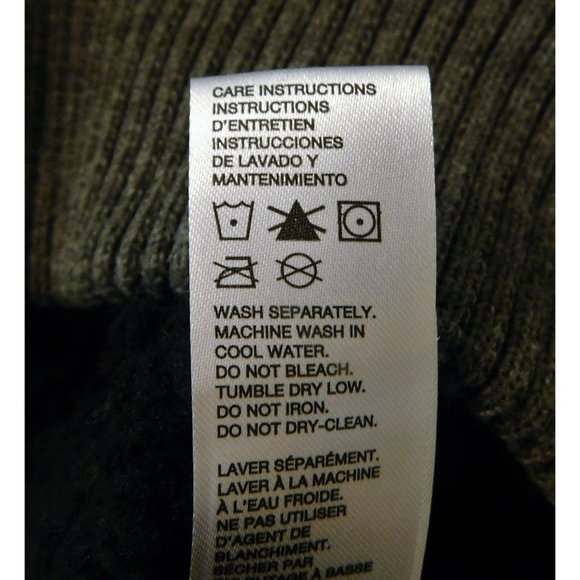 CARE INSTRUCTIONS
INSTRUCTIONS
D'ENTRETIEN
INSTRUCCIONES
DE LAVADO Y
MANTENIMIENTO
WASH SEPARATELY.
MACHINE WASH IN
COOL WATER.
DO NOT BLEACH.
TUMBLE DRY LOW.
DO NOT IRON.
DO NOT DRY-CLEAN.
LAVER SÉPARÉMENT.
LAVER À LA MACHINE
À L'EAU FROIDE.
NE PAS UTILISER
D'AGENT DE
BLANCHIMENT.
SÉCHER PAR
À BASSE